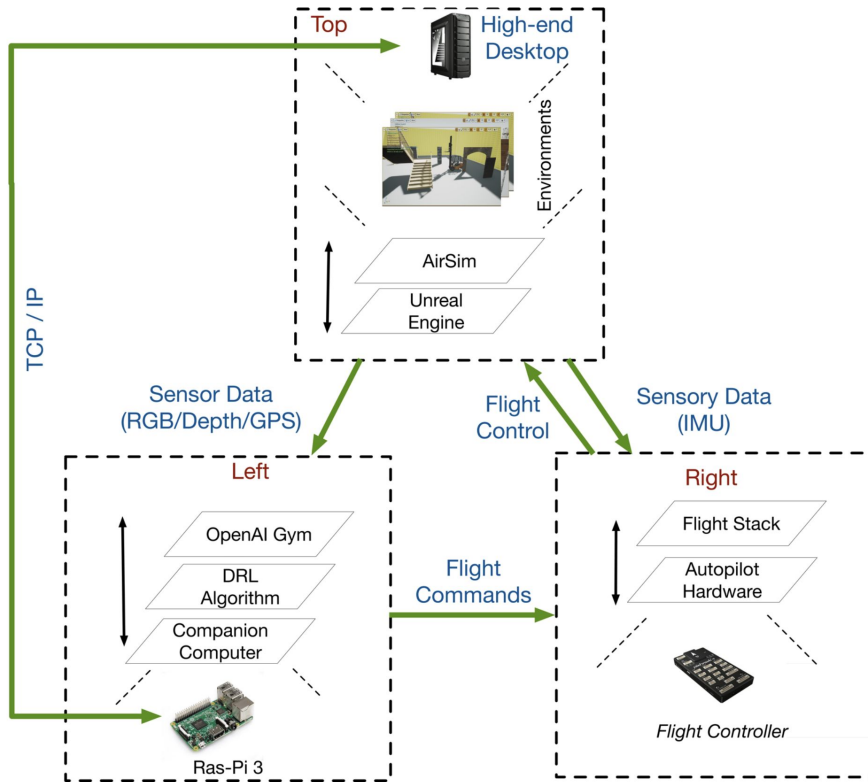 Top
High-end
Desktop
Environments
AirSim
Unreal
Engine
TCP / IP
Sensor Data
(RGB/Depth/GPS)
Flight
Control
Sensory Data
(IMU)
Left
OpenAI Gym
DRL
Algorithm
Companion
Computer
Ras-Pi 3
Flight
Commands
Right
Flight Stack
Autopilot
Hardware
Flight Controller